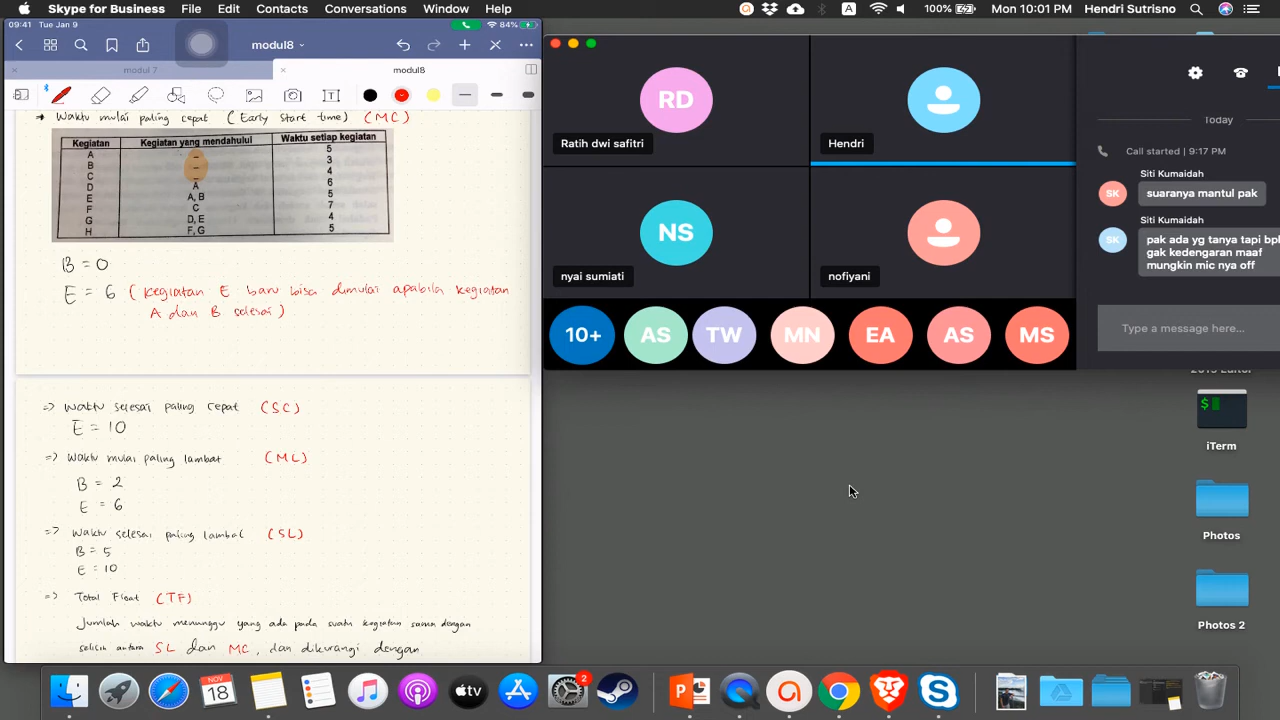 Skype for Business File Edit Contacts Conversations Window Help
A 100% Mon 10:01 PM Hendri Sutrisno
09:41 Tue Jan 9 84%
modul8
modul 7 modul8
Waktu mulai paling cepat (Early Start time) (MC)
Kegiatan Kegiatan yang mendahului Waktu setiap kegiatan
A - 5
B - 3
C - 4
D A 6
E A, B 5
F C 7
G D, E 4
H F, G 5
B = 0
E = 6 (kegiatan E baru bisa dimulai apabila kegiatan
A dan B selesai)
=> Waktu selesai paling cepat (SC)
E = 10
=> Waktu mulai paling lambat (ML)
B = 2
E = 6
=> Waktu selesai paling lambat (SL)
B = 5
E = 10
=> Total Float (TF)
Jumlah waktu menunggu yang ada pada suatu kegiatan sama dengan
selisih antara SL dan MC, dan dikurangi dengan
RD
Ratih dwi safitri
Hendri
NS
nyai sumiati
nofiyani
10+ AS TW MN EA AS MS
Today
Call started | 9:17 PM
Siti Kumaidah
SK suaranya mantul pak
Siti Kumaidah
SK pak ada yg tanya tapi bp
gak kedengaran maaf
mungkin mic nya off
Type a message here...
$
iTerm
Photos
Photos 2
NOV
18
tv
2
P